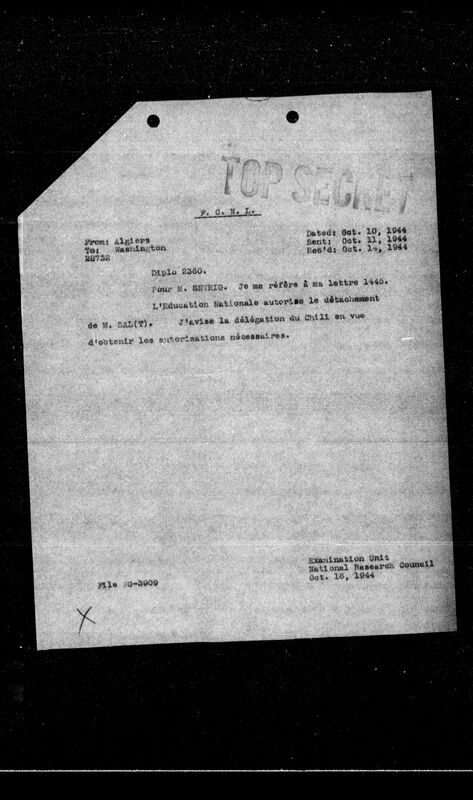 TOP SECRET
F. C. N. L.
From: Algiers
To: Washington
28732
Dated: Oct. 10, 1944
Sent: Oct. 11, 1944
Rec'd: Oct. 14, 1944
Diplo 2360.
Pour M. SEYRIG. Je me réfère à ma lettre 1445.
L'Education Nationale autorise le détachement
de M. SAL(T). J'avise la délégation du Chili en vue
d'obtenir les autorisations nécessaires.
Examination Unit
National Research Council
Oct. 16, 1944
File
X